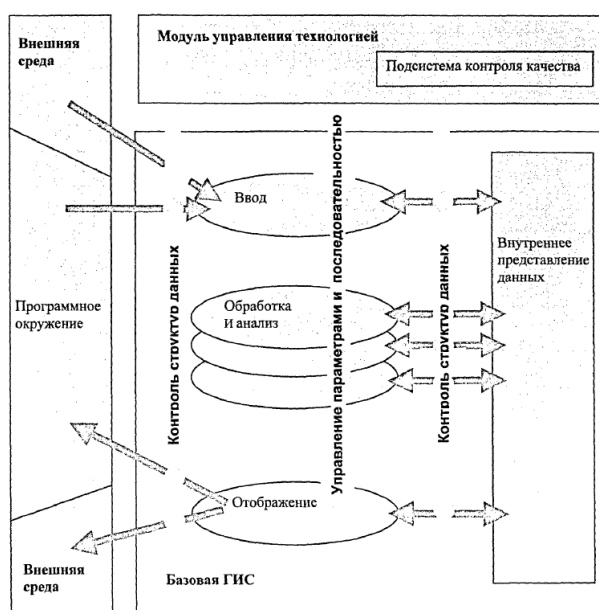 Внешняя
среда
Модуль управления технологией
Подсистема контроля качества
Ввод
Внутреннее
представление
данных
Программное
окружение
Обработка
и анализ
Контроль структур данных
Управление параметрами и последовательностью
Контроль структур данных
Отображение
Внешняя
среда
Базовая ГИС